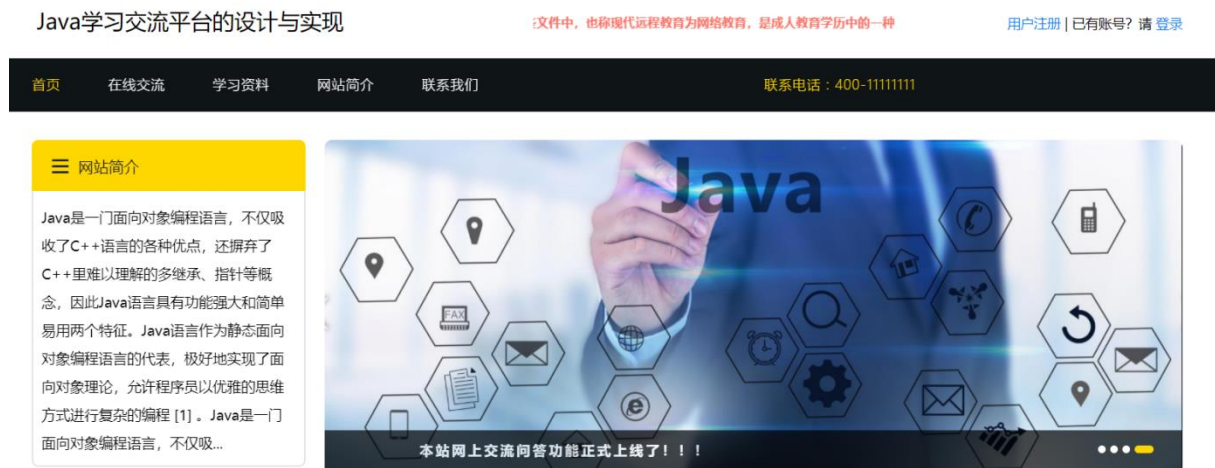 Java学习交流平台的设计与实现
文件中，也称现代远程教育为网络教育，是成人教育学历中的一种
用户注册 | 已有账号？请 登录
首页 在线交流 学习资料 网站简介 联系我们 联系电话：400-11111111
网站简介
Java是一门面向对象编程语言，不仅吸
收了C++语言的各种优点，还摒弃了
C++里难以理解的多继承、指针等概
念，因此Java语言具有功能强大和简单
易用两个特征。Java语言作为静态面向
对象编程语言的代表，极好地实现了面
向对象理论，允许程序员以优雅的思维
方式进行复杂的编程 [1] 。Java是一门
面向对象编程语言，不仅吸...
Java
FAX
本站网上交流问答功能正式上线了！！！